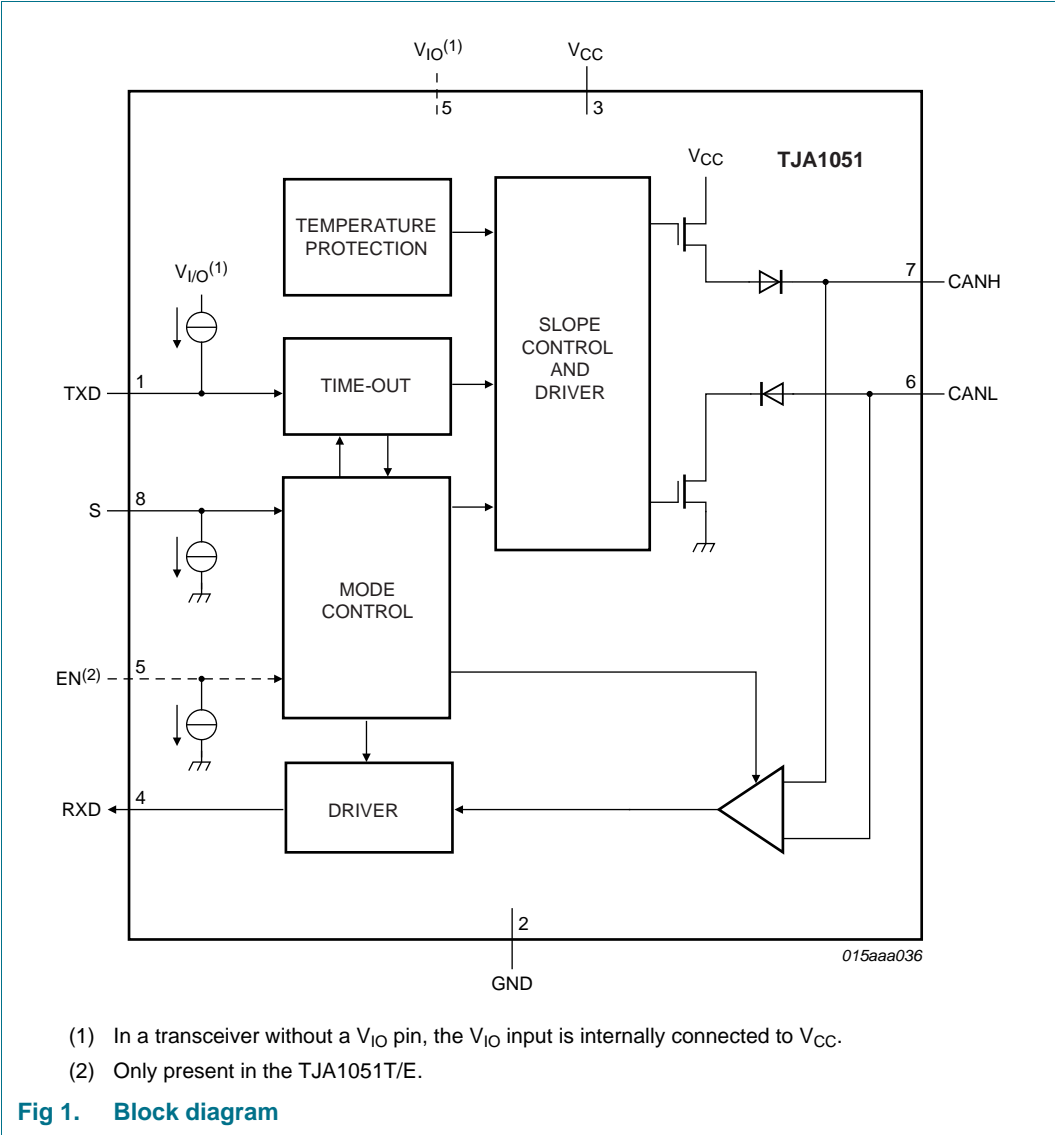 VIO(1)
VCC
5
3
VCC
TJA1051
TEMPERATURE
PROTECTION
VI/O(1)
7
CANH
SLOPE
CONTROL
AND
DRIVER
TXD
1
TIME-OUT
6
CANL
S
8
MODE
CONTROL
EN(2)
5
RXD
4
DRIVER
2
015aaa036
GND
(1) In a transceiver without a VIO pin, the VIO input is internally connected to VCC.
(2) Only present in the TJA1051T/E.
Fig 1. Block diagram